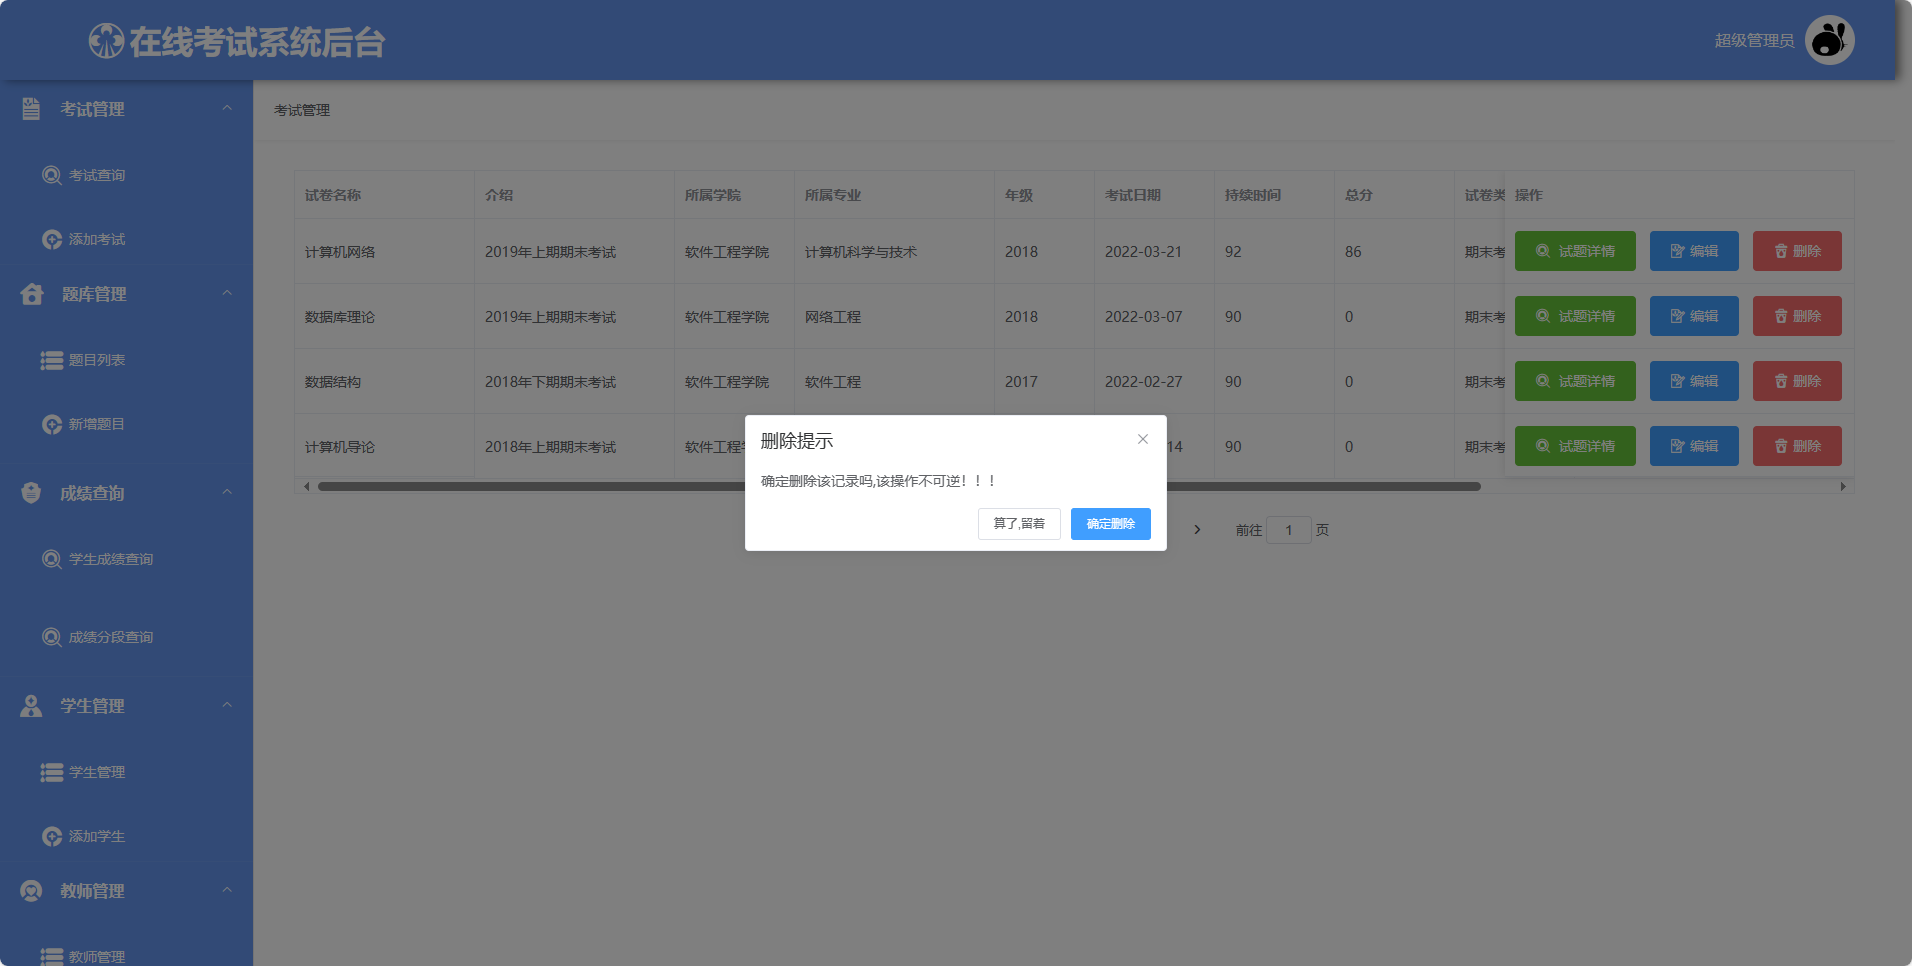 在线考试系统后台
超级管理员
考试管理
考试查询
添加考试
题库管理
题目列表
新增题目
成绩查询
学生成绩查询
成绩分段查询
学生管理
学生管理
添加学生
教师管理
教师管理
考试管理
试卷名称 介绍 所属学院 所属专业 年级 考试日期 持续时间 总分 试卷类 操作
计算机网络 2019年上期期末考试 软件工程学院 计算机科学与技术 2018 2022-03-21 92 86 期末考 试题详情 编辑 删除
数据库理论 2019年上期期末考试 软件工程学院 网络工程 2018 2022-03-07 90 0 期末考 试题详情 编辑 删除
数据结构 2018年下期期末考试 软件工程学院 软件工程 2017 2022-02-27 90 0 期末考 试题详情 编辑 删除
计算机导论 2018年上期期末考试 软件工程 14 90 0 期末考 试题详情 编辑 删除
删除提示
确定删除该记录吗,该操作不可逆！！！
算了,留着 确定删除
前往 1 页